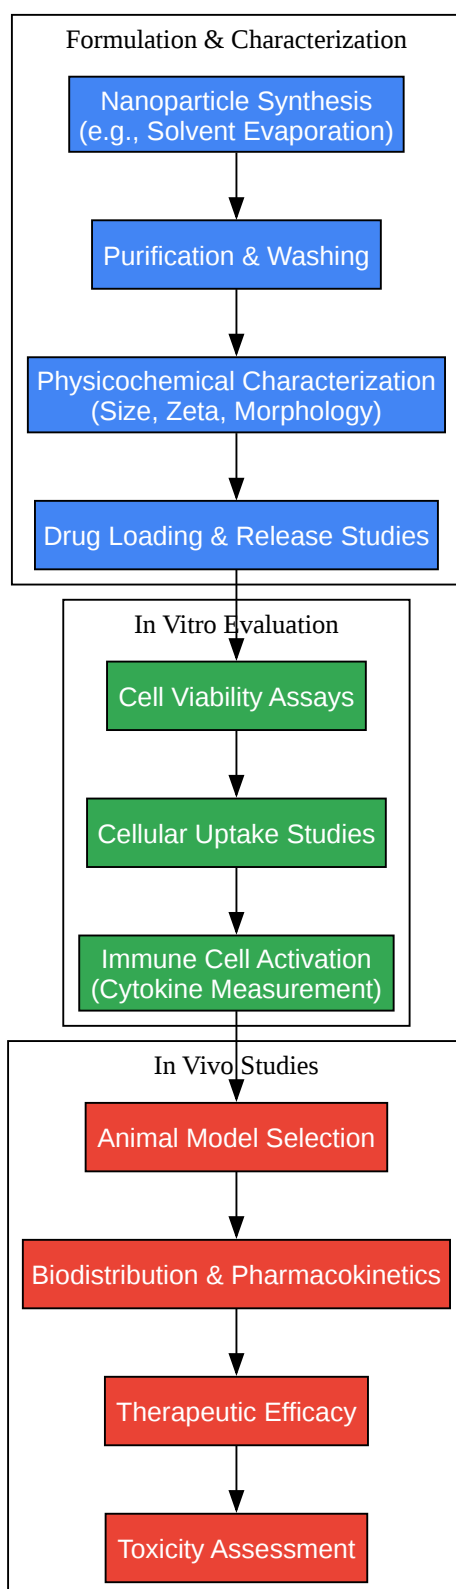 Formulation & Characterization
Nanoparticle Synthesis
(e.g., Solvent Evaporation)
Purification & Washing
Physicochemical Characterization
(Size, Zeta, Morphology)
Drug Loading & Release Studies
In Vitro Evaluation
Cell Viability Assays
Cellular Uptake Studies
Immune Cell Activation
(Cytokine Measurement)
In Vivo Studies
Animal Model Selection
Biodistribution & Pharmacokinetics
Therapeutic Efficacy
Toxicity Assessment